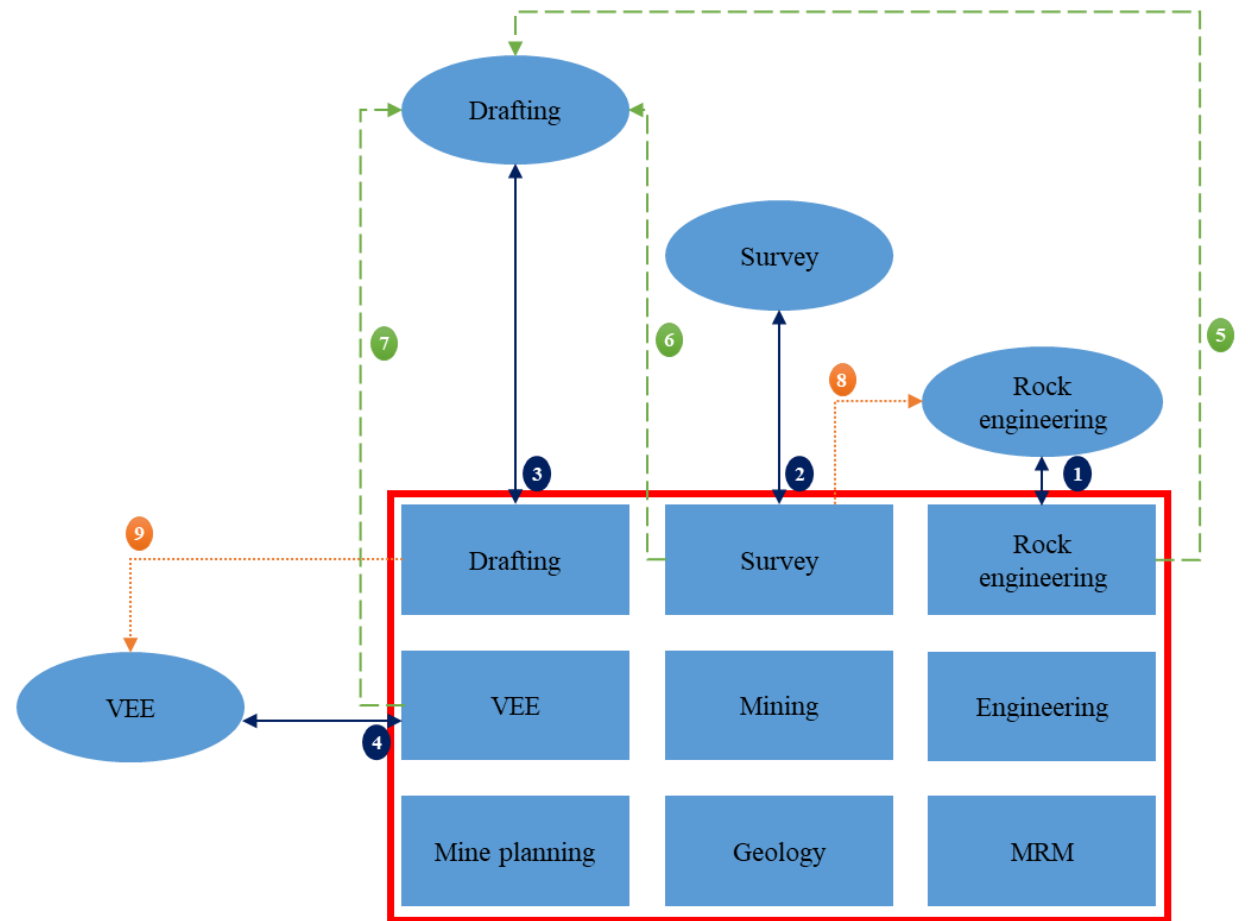 Drafting
Survey
7
6
5
8
Rock
engineering
3
2
1
9
Drafting
Survey
Rock
engineering
VEE
4
VEE
Mining
Engineering
Mine planning
Geology
MRM